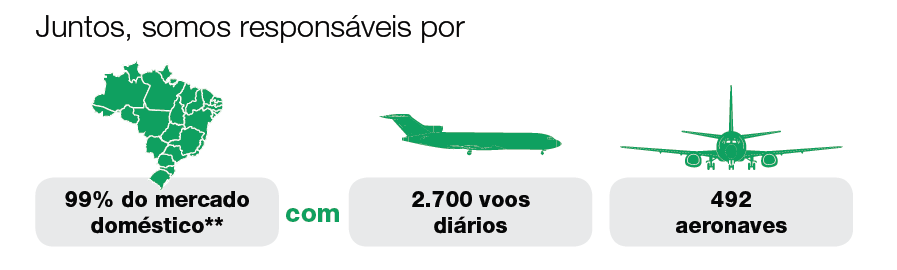 Juntos, somos responsáveis por
99% do mercado
doméstico**
com
2.700 voos
diários
492
aeronaves